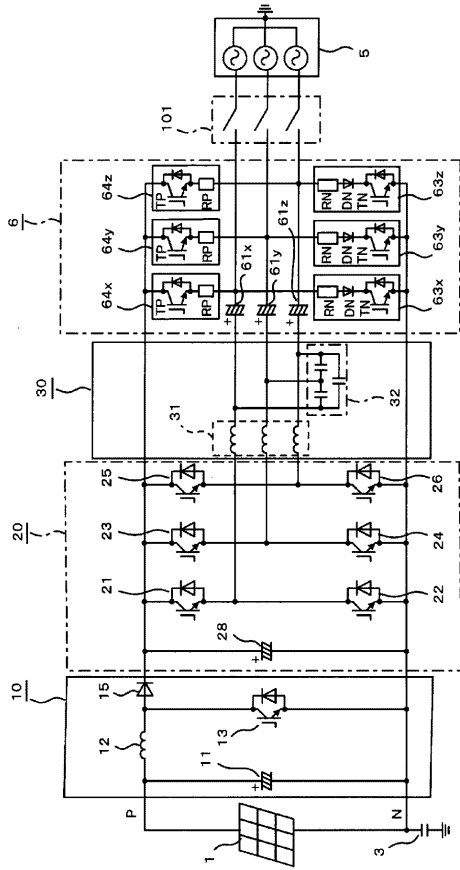 10
20
30
6
P
12
15
21
23
25
31
64x
64y
64z
TP
RP
TP
RP
TP
RP
101
1
11
+
13
28
+
+
61x
+
61y
+
61z
5
N
3
22
24
26
32
RN
DN
TN
RN
DN
TN
RN
DN
TN
63x
63y
63z